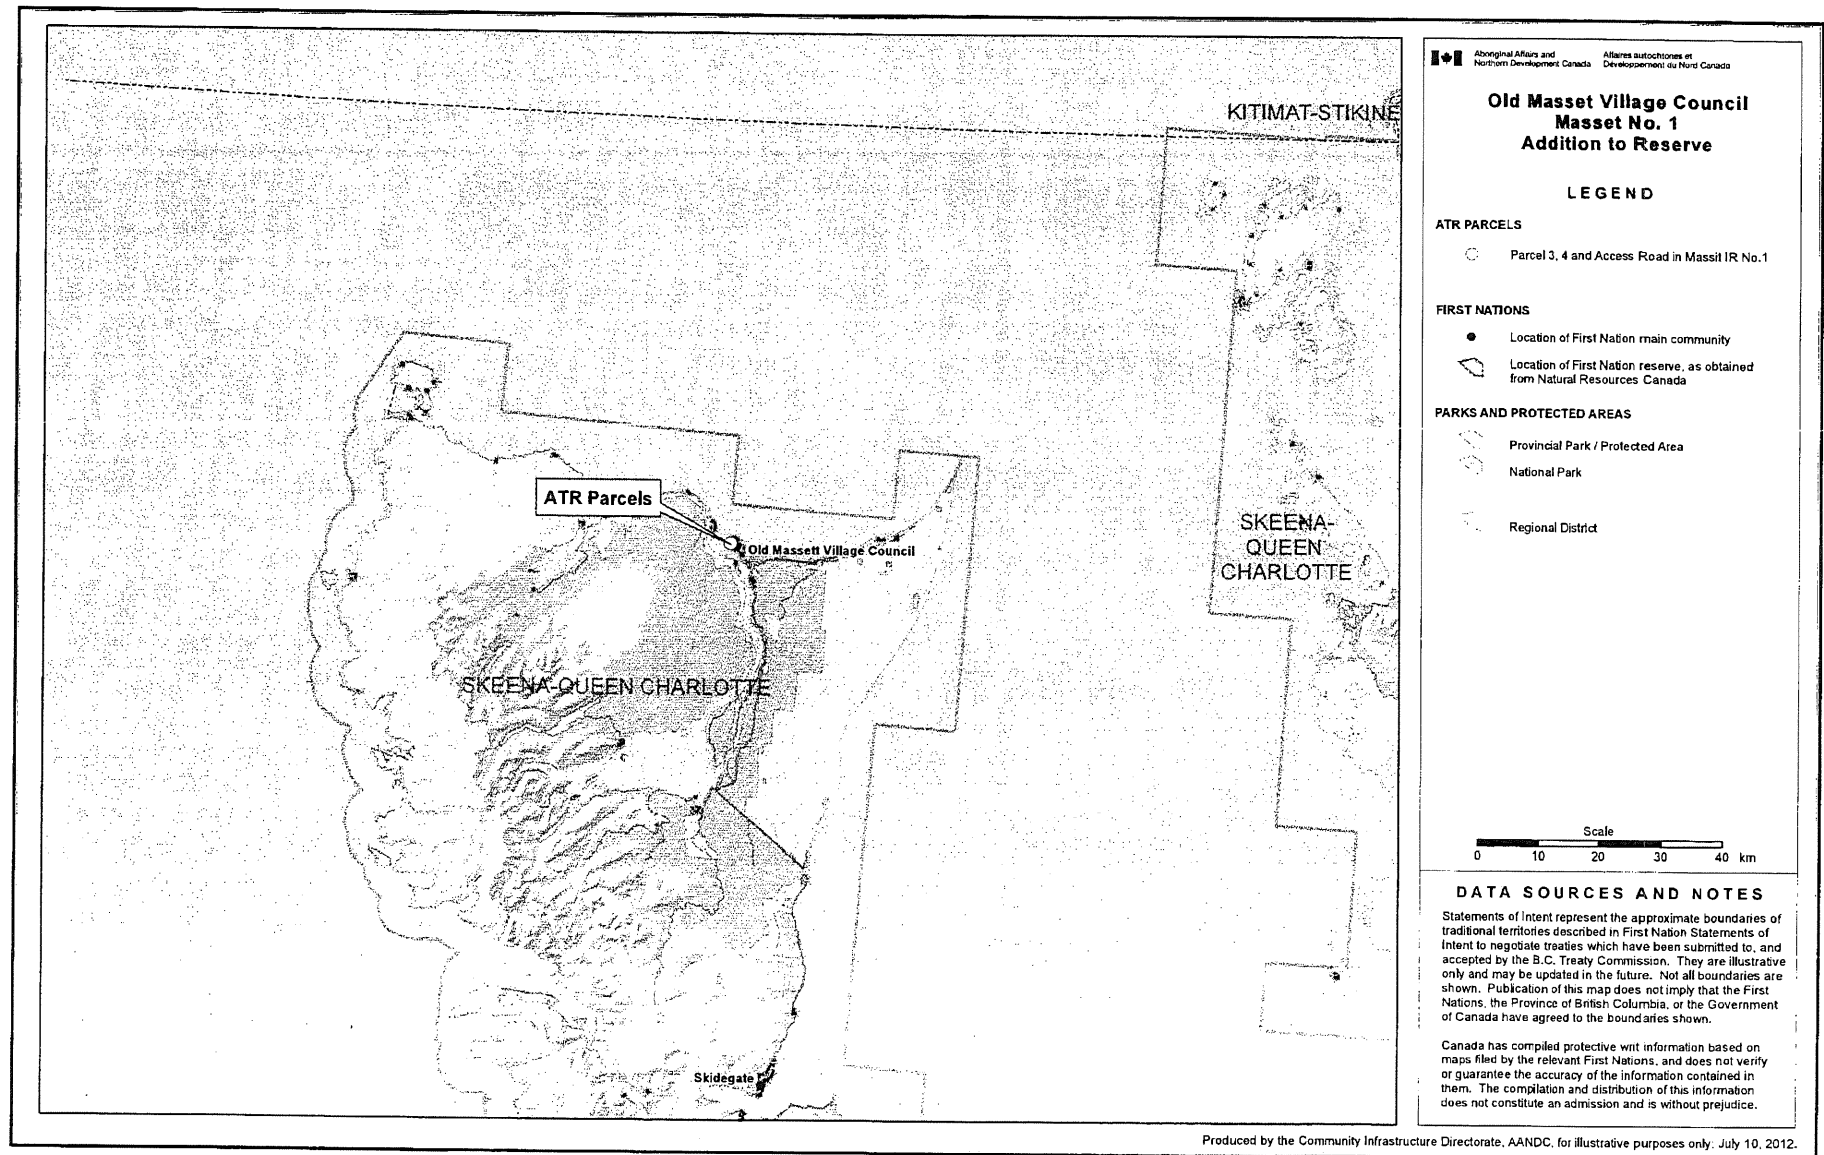 KITIMAT-STIKINE
ATR Parcels
Old Massett Village Council
SKEENA-
QUEEN
CHARLOTTE
SKEENA-QUEEN CHARLOTTE
Skidegate
Aboriginal Affairs and
Northern Development Canada
Affaires autochtones et
Développement du Nord Canada
Old Masset Village Council
Masset No. 1
Addition to Reserve
LEGEND
ATR PARCELS
Parcel 3, 4 and Access Road in Massit IR No.1
FIRST NATIONS
Location of First Nation main community
Location of First Nation reserve, as obtained
from Natural Resources Canada
PARKS AND PROTECTED AREAS
Provincial Park / Protected Area
National Park
Regional District
Scale
0 10 20 30 40 km
DATA SOURCES AND NOTES
Statements of Intent represent the approximate boundaries of
traditional territories described in First Nation Statements of
Intent to negotiate treaties which have been submitted to, and
accepted by the B.C. Treaty Commission. They are illustrative
only and may be updated in the future. Not all boundaries are
shown. Publication of this map does not imply that the First
Nations, the Province of British Columbia, or the Government
of Canada have agreed to the boundaries shown.
Canada has compiled protective writ information based on
maps filed by the relevant First Nations, and does not verify
or guarantee the accuracy of the information contained in
them. The compilation and distribution of this information
does not constitute an admission and is without prejudice.
Produced by the Community Infrastructure Directorate, AANDC, for illustrative purposes only: July 10, 2012.